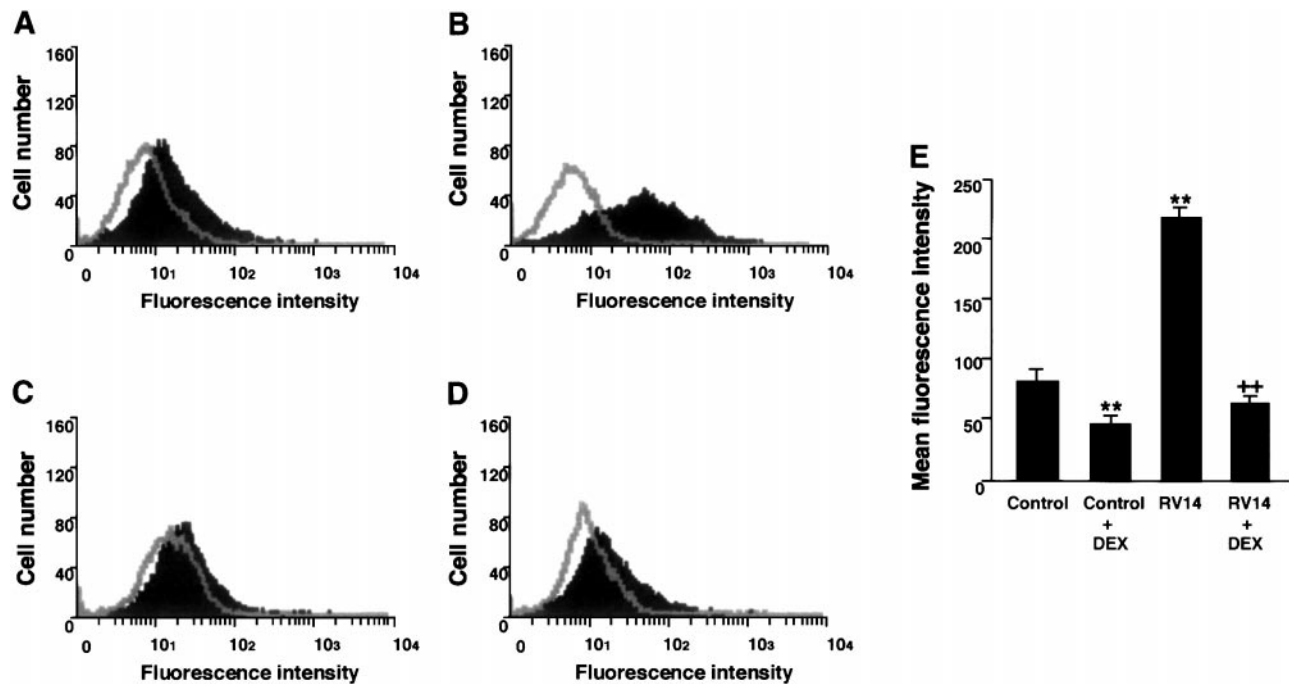 A
160
120
80
40
0
Cell number
0 101 102 103 104
Fluorescence intensity
B
160
120
80
40
0
Cell number
0 101 102 103 104
Fluorescence intensity
C
160
120
80
40
0
Cell number
0 101 102 103 104
Fluorescence intensity
D
160
120
80
40
0
Cell number
0 101 102 103 104
Fluorescence intensity
E
250
200
150
100
50
0
Mean fluorescence intensity
**
**
++
Control
Control
+
DEX
RV14
RV14
+
DEX